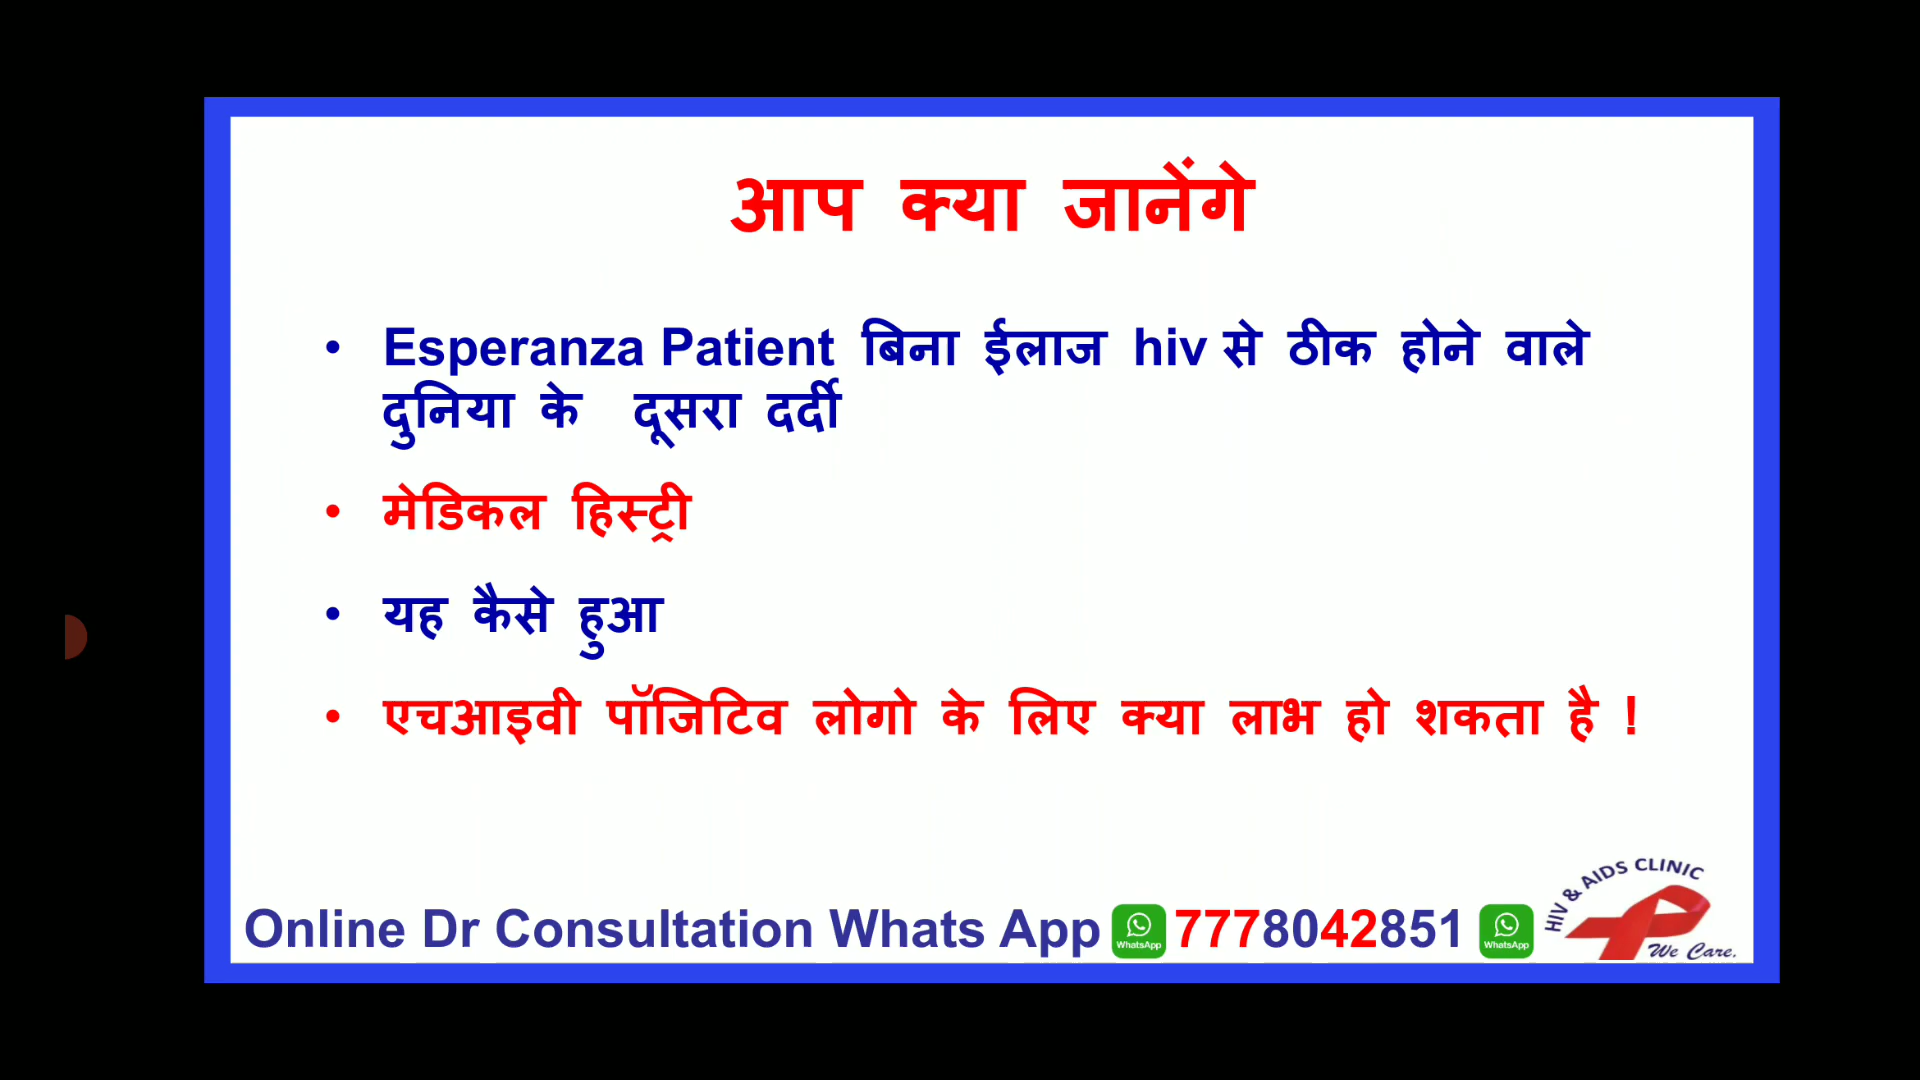 आप क्या जानेंगे
• Esperanza Patient बिना ईलाज hiv से ठीक होने वाले
दुनिया के दूसरा दर्दी
• मेडिकल हिस्ट्री
• यह कैसे हुआ
• एचआइवी पॉजिटिव लोगो के लिए क्या लाभ हो शकता है !
HIV & AIDS CLINIC
Online Dr Consultation Whats App WhatsApp 7778042851 WhatsApp
We Care.